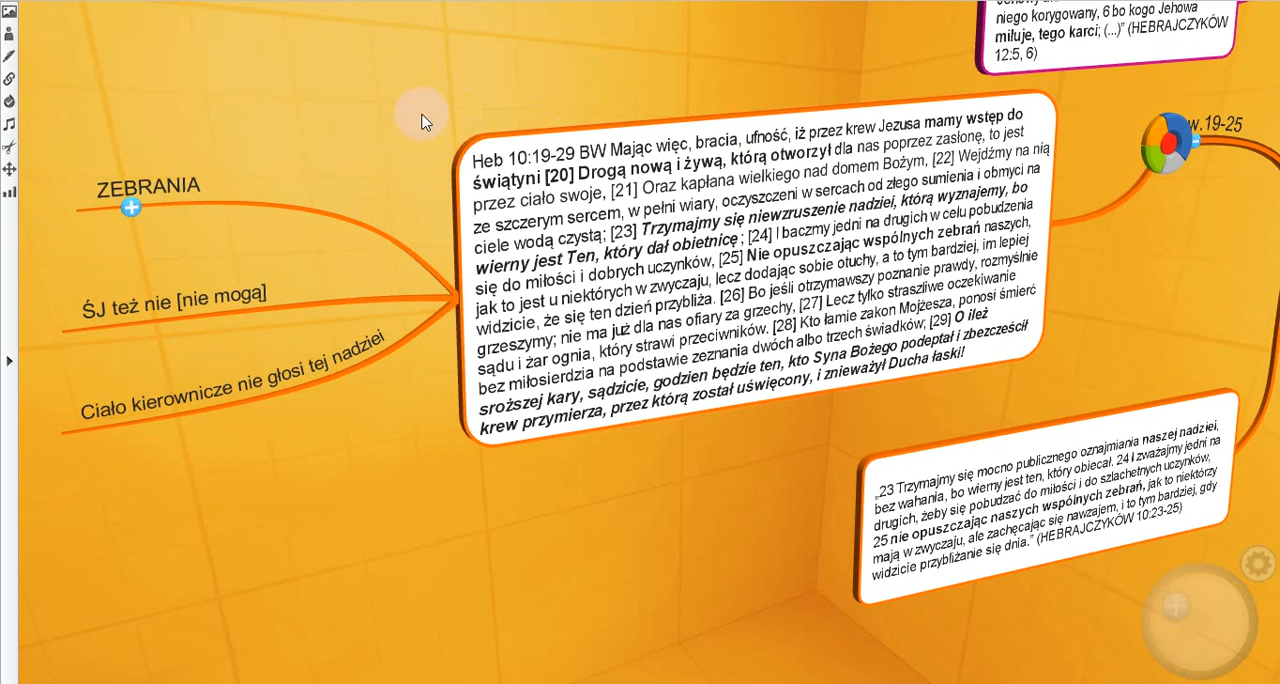 niego korygowany, 6 bo kogo Jehowa
miłuje, tego karci; (...)” (HEBRAJCZYKÓW
12:5, 6)
w.19-25
ZEBRANIA
ŚJ też nie [nie mogą]
Ciało kierownicze nie głosi tej nadziei
Heb 10:19-29 BW Mając więc, bracia, ufność, iż przez krew Jezusa mamy wstęp do
świątyni [20] Drogą nową i żywą, którą otworzył dla nas poprzez zasłonę, to jest
przez ciało swoje, [21] Oraz kapłana wielkiego nad domem Bożym, [22] Wejdźmy na nią
ze szczerym sercem, w pełni wiary, oczyszczeni w sercach od złego sumienia i obmyci na
ciele wodą czystą; [23] Trzymajmy się niewzruszenie nadziei, którą wyznajemy, bo
wierny jest Ten, który dał obietnicę; [24] I baczmy jedni na drugich w celu pobudzenia
się do miłości i dobrych uczynków, [25] Nie opuszczając wspólnych zebrań naszych,
jak to jest u niektórych w zwyczaju, lecz dodając sobie otuchy, a to tym bardziej, im lepiej
widzicie, że się ten dzień przybliża. [26] Bo jeśli otrzymawszy poznanie prawdy, rozmyślnie
grzeszymy; nie ma już dla nas ofiary za grzechy, [27] Lecz tylko straszliwe oczekiwanie
sądu i żar ognia, który strawi przeciwników. [28] Kto łamie zakon Mojżesza, ponosi śmierć
bez miłosierdzia na podstawie zeznania dwóch albo trzech świadków; [29] O ileż
sroższej kary, sądzicie, godzien będzie ten, kto Syna Bożego podeptał i zbezcześcił
krew przymierza, przez którą został uświęcony, i znieważył Ducha łaski!
„23 Trzymajmy się mocno publicznego oznajmiania naszej nadziei,
bez wahania, bo wierny jest ten, który obiecał. 24 I zważajmy jedni na
drugich, żeby się pobudzać do miłości i do szlachetnych uczynków,
25 nie opuszczając naszych wspólnych zebrań, jak to niektórzy
mają w zwyczaju, ale zachęcając się nawzajem, i to tym bardziej, gdy
widzicie przybliżanie się dnia.” (HEBRAJCZYKÓW 10:23-25)